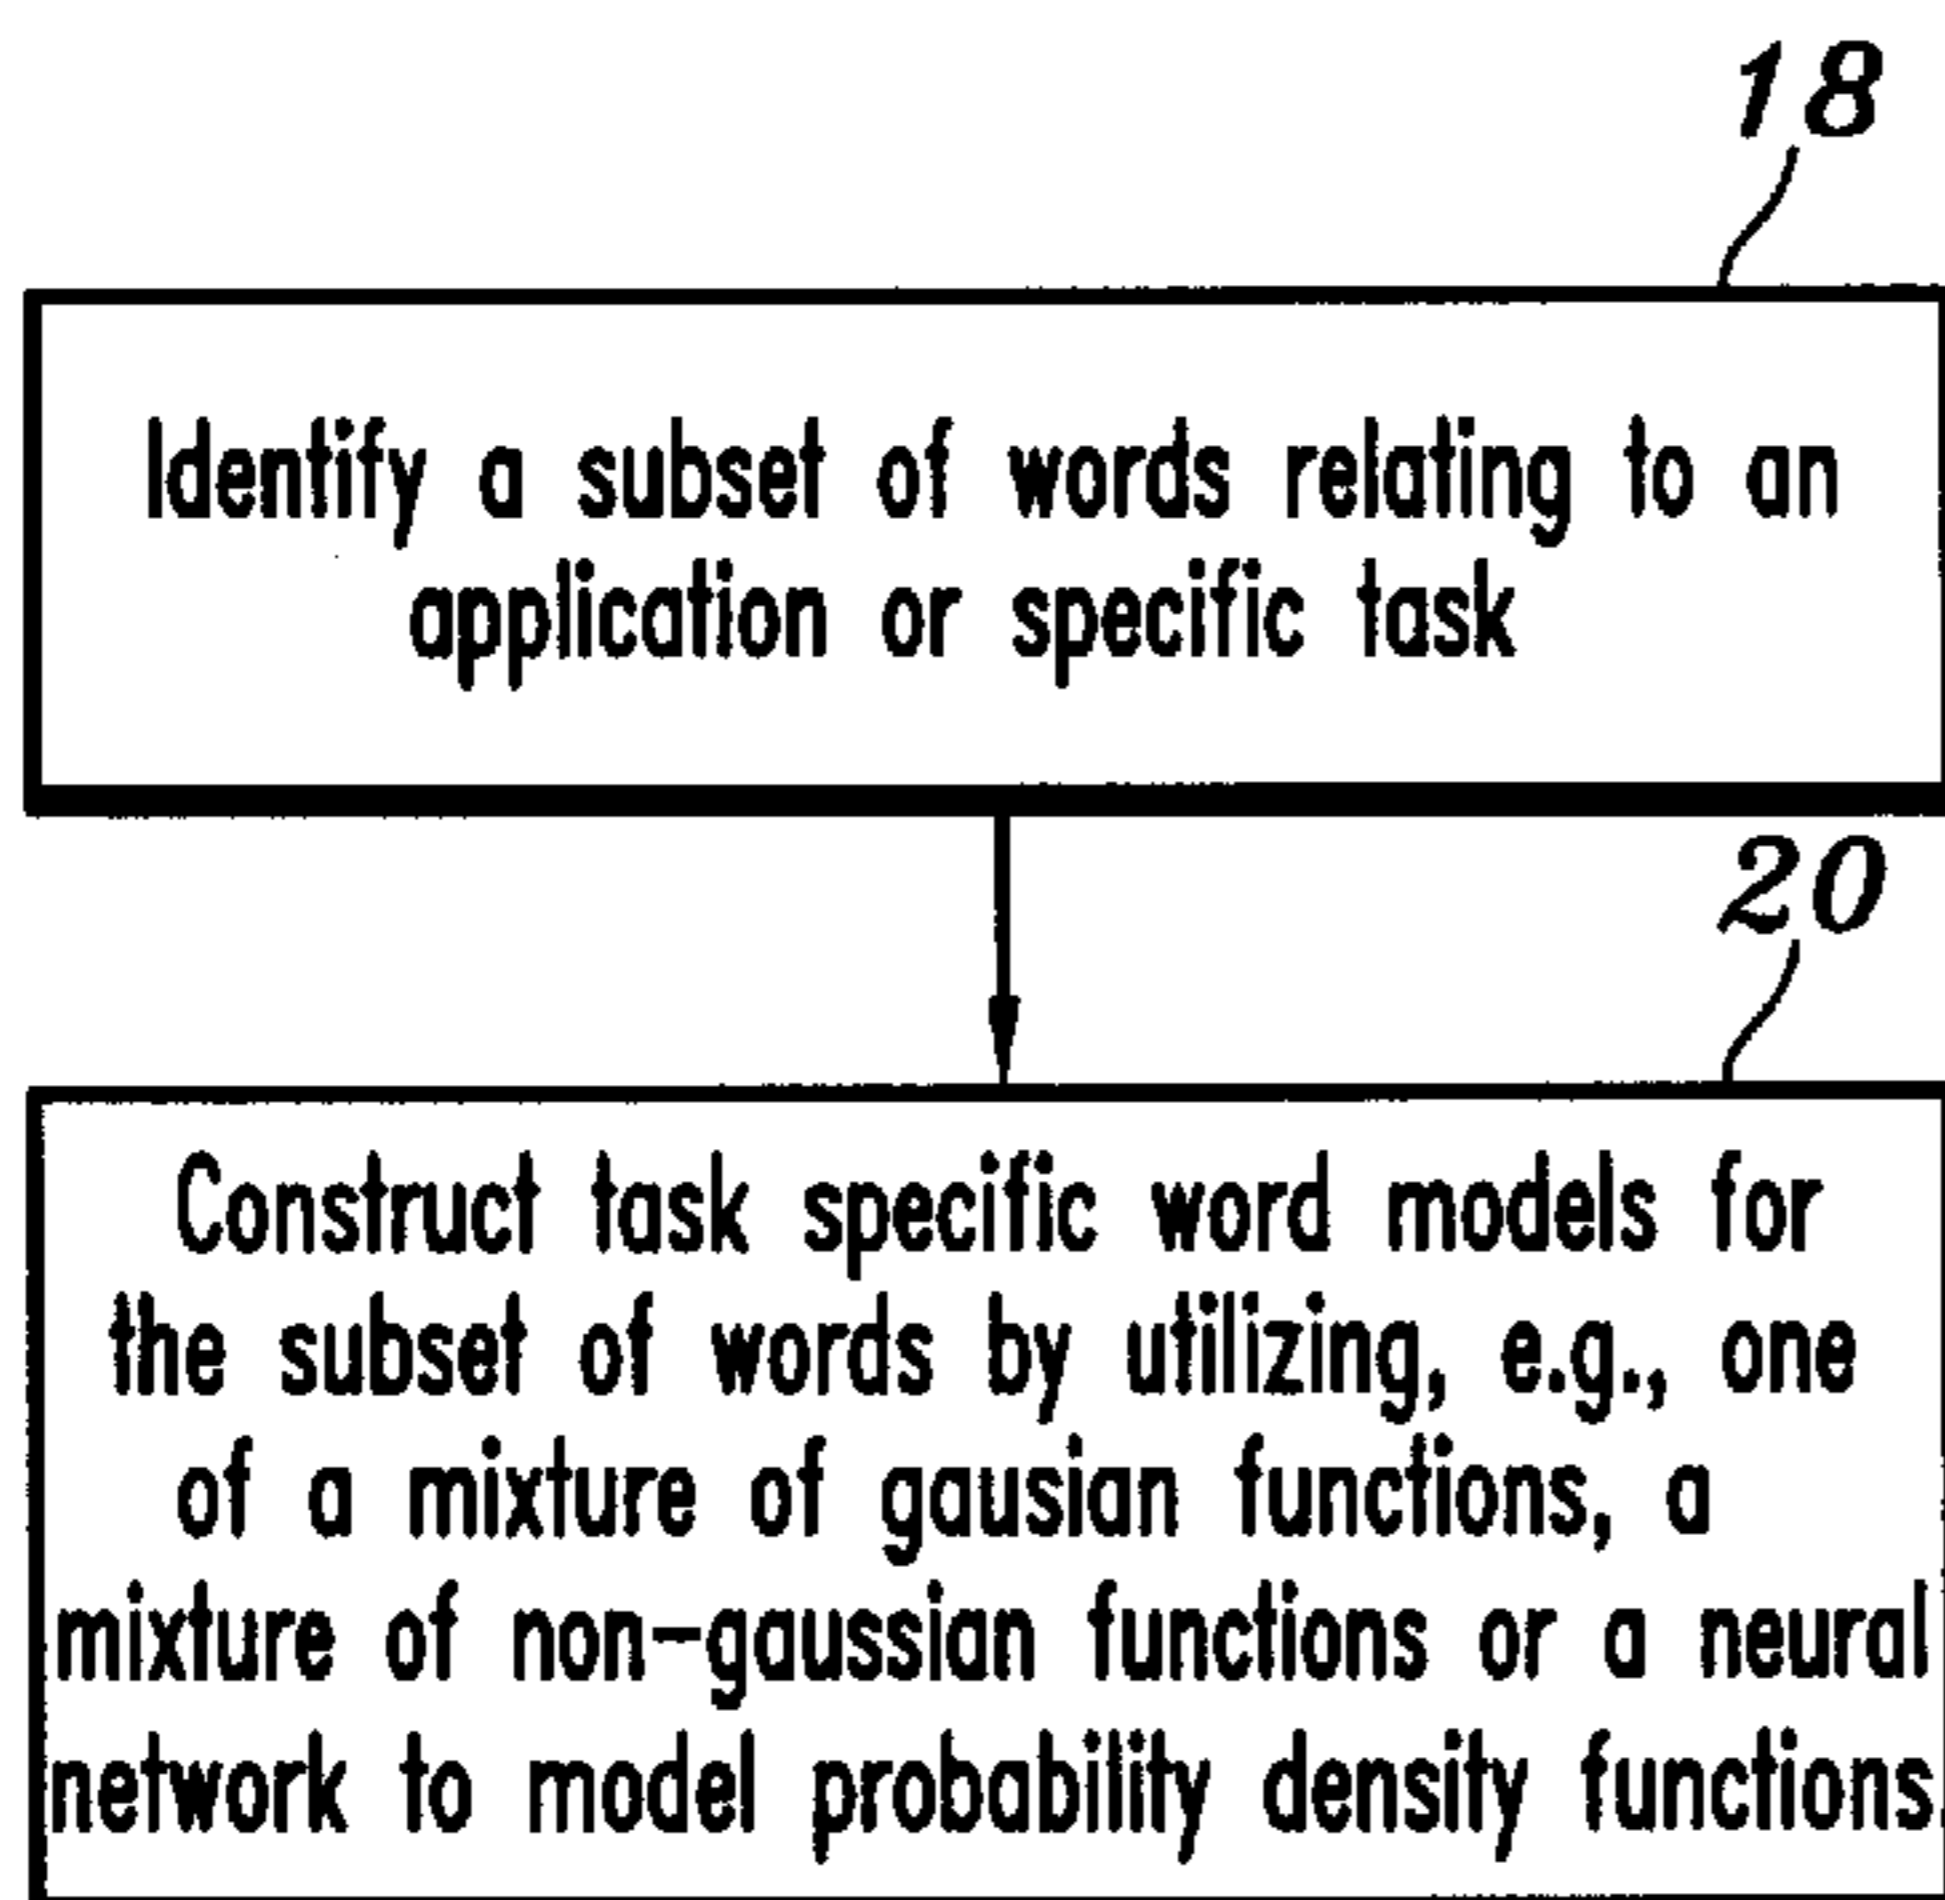 18
Identify a subset of words relating to an
application or specific task
20
Construct task specific word models for
the subset of words by utilizing, e.g., one
of a mixture of gausian functions, a
mixture of non-gaussian functions or a neural
network to model probability density functions.